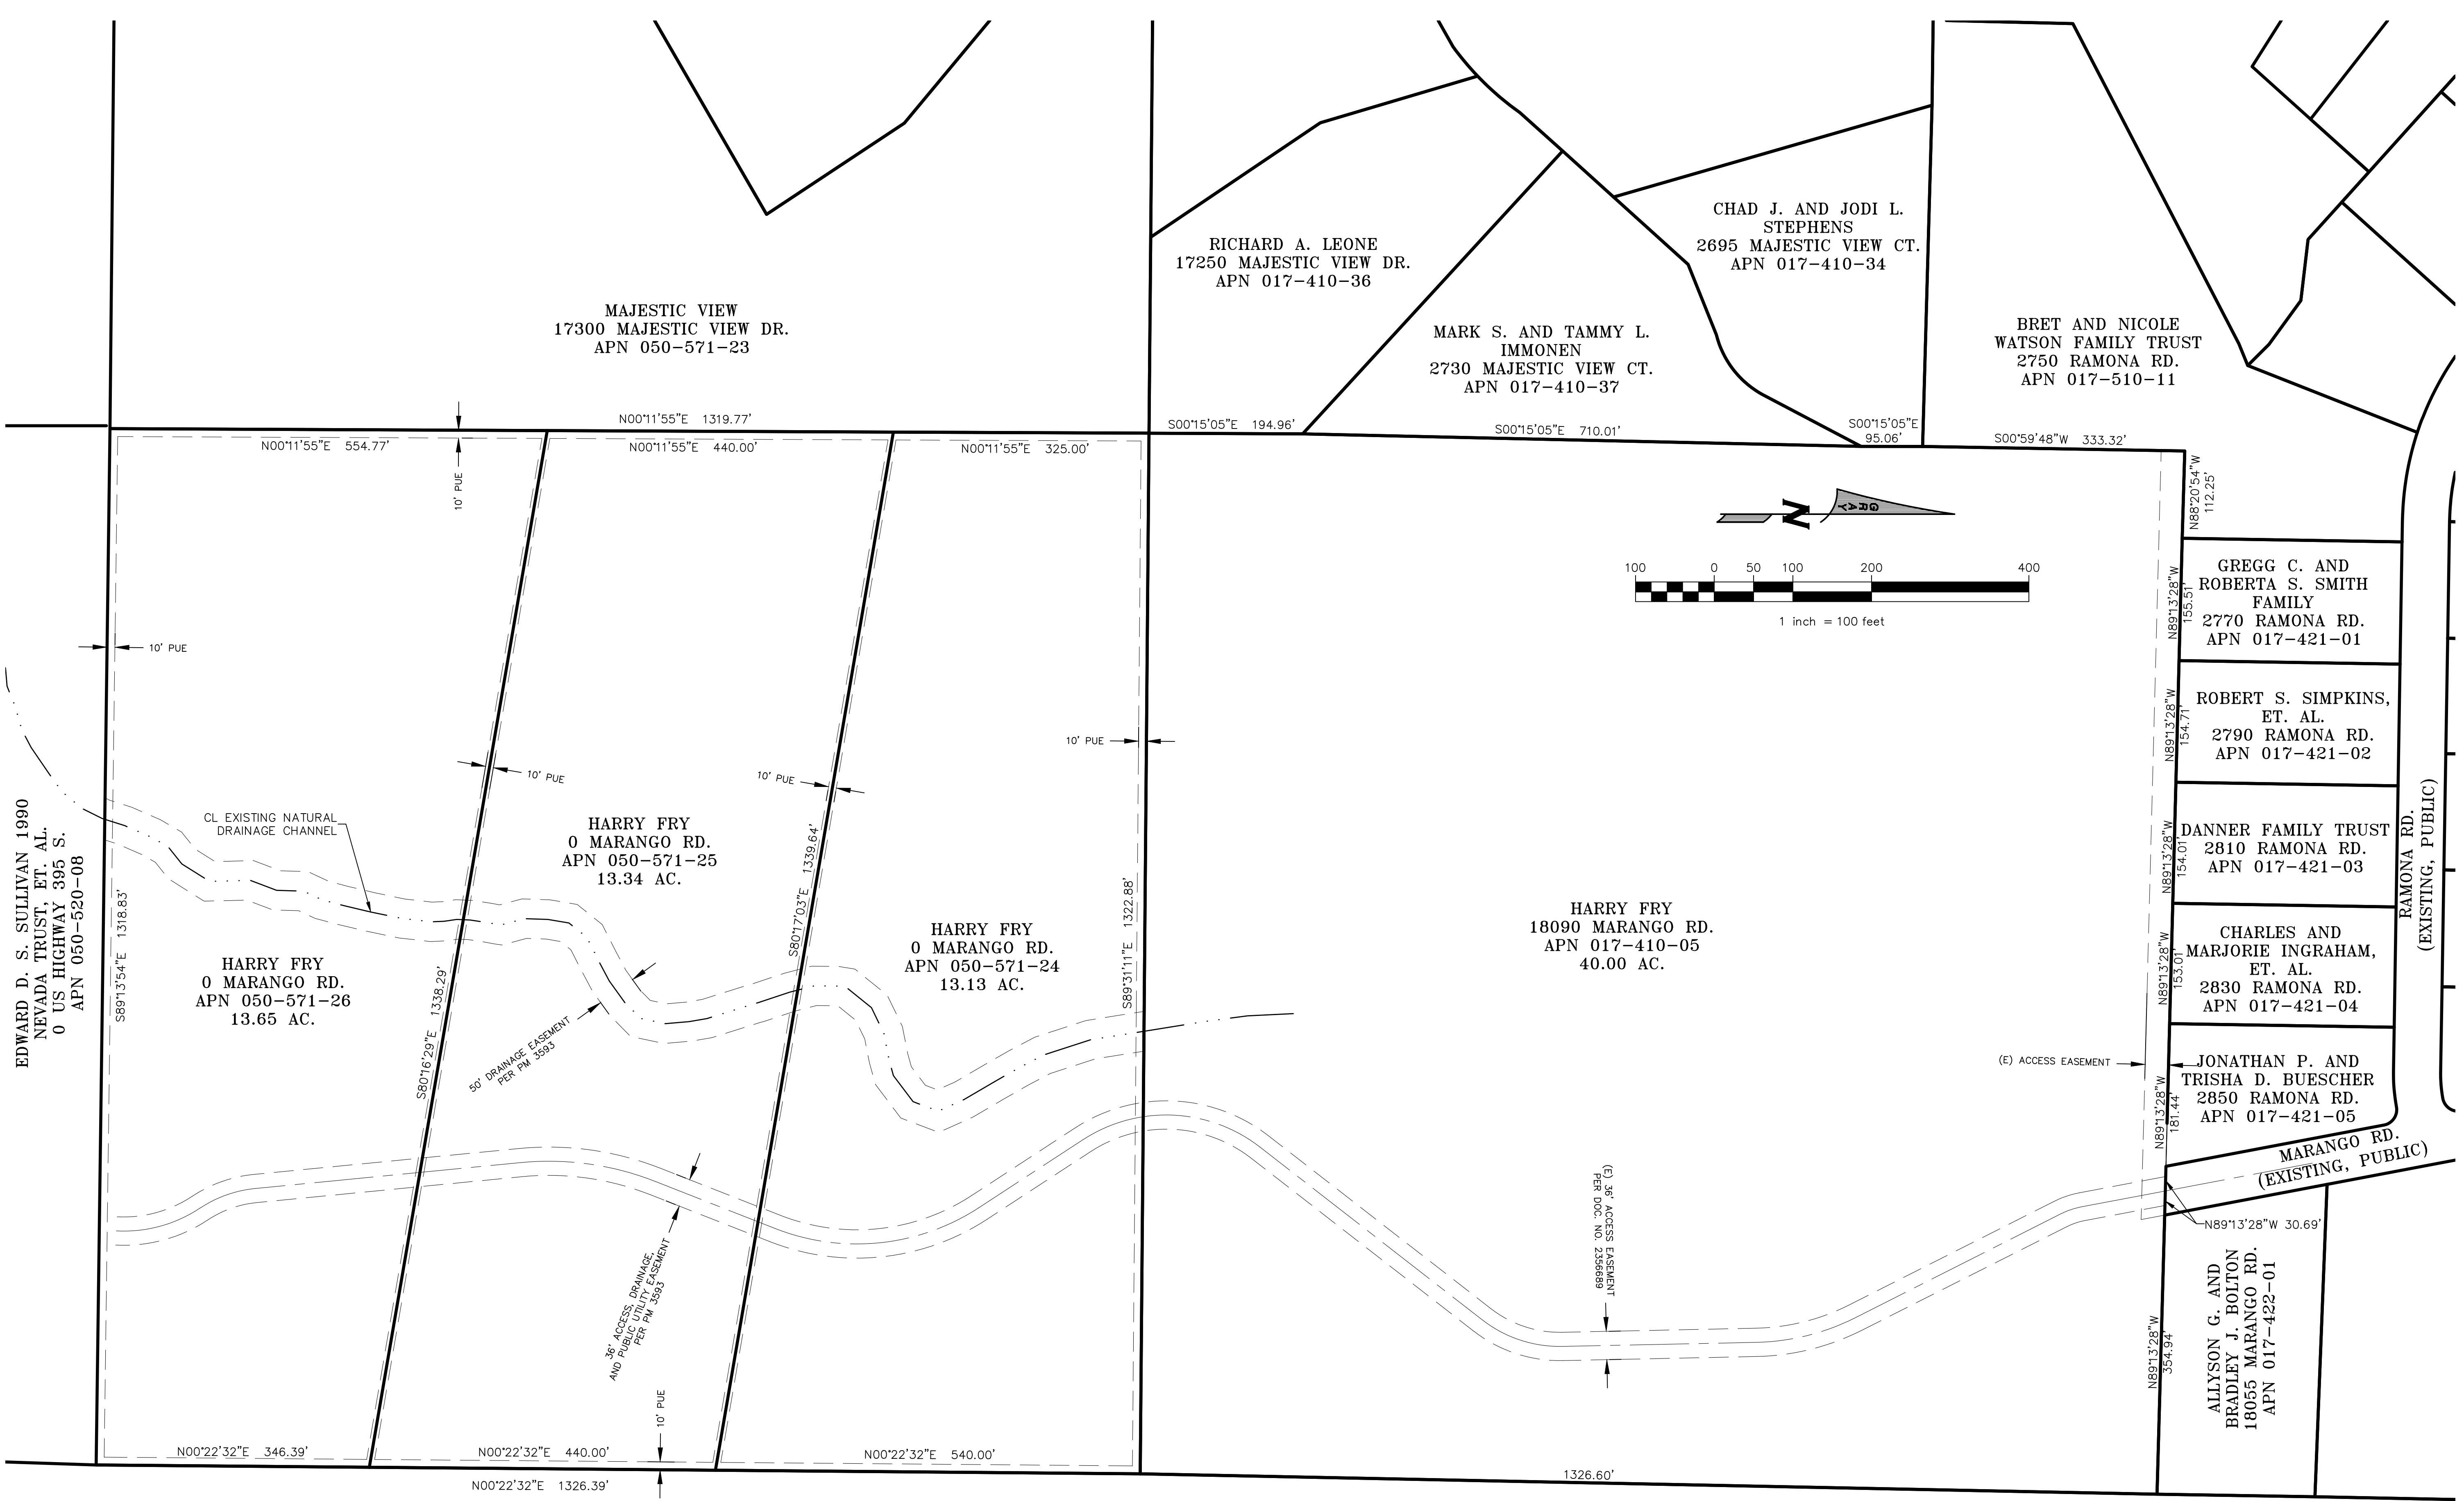 MAJESTIC VIEW
17300 MAJESTIC VIEW DR.
APN 050-571-23
RICHARD A. LEONE
17250 MAJESTIC VIEW DR.
APN 017-410-36
MARK S. AND TAMMY L.
IMMONEN
2730 MAJESTIC VIEW CT.
APN 017-410-37
CHAD J. AND JODI L.
STEPHENS
2695 MAJESTIC VIEW CT.
APN 017-410-34
BRET AND NICOLE
WATSON FAMILY TRUST
2750 RAMONA RD.
APN 017-510-11
N00°11'55"E 1319.77'
S00°15'05"E 194.96'
S00°15'05"E 710.01'
S00°15'05"E
95.06'
S00°59'48"W 333.32'
N00°11'55"E 554.77'
N00°11'55"E 440.00'
N00°11'55"E 325.00'
10' PUE
N88°20'54"W
112.25'
N
GRAY
100 0 50 100 200 400
1 inch = 100 feet
GREGG C. AND
ROBERTA S. SMITH
FAMILY
2770 RAMONA RD.
APN 017-421-01
N89°13'28"W
155.51'
10' PUE
ROBERT S. SIMPKINS,
ET. AL.
2790 RAMONA RD.
APN 017-421-02
N89°13'28"W
154.71'
10' PUE
10' PUE
10' PUE
CL EXISTING NATURAL
DRAINAGE CHANNEL
HARRY FRY
0 MARANGO RD.
APN 050-571-25
13.34 AC.
S80°17'03"E 1339.64'
DANNER FAMILY TRUST
2810 RAMONA RD.
APN 017-421-03
N89°13'28"W
154.01'
RAMONA RD.
(EXISTING, PUBLIC)
EDWARD D. S. SULLIVAN 1990
NEVADA TRUST, ET. AL.
0 US HIGHWAY 395 S.
APN 050-520-08
S89°13'54"E 1318.83'
HARRY FRY
0 MARANGO RD.
APN 050-571-26
13.65 AC.
S80°16'29"E 1338.29'
HARRY FRY
0 MARANGO RD.
APN 050-571-24
13.13 AC.
S89°31'11"E 1322.88'
HARRY FRY
18090 MARANGO RD.
APN 017-410-05
40.00 AC.
CHARLES AND
MARJORIE INGRAHAM,
ET. AL.
2830 RAMONA RD.
APN 017-421-04
N89°13'28"W
153.01'
50' DRAINAGE EASEMENT
PER PM 3593
(E) ACCESS EASEMENT
JONATHAN P. AND
TRISHA D. BUESCHER
2850 RAMONA RD.
APN 017-421-05
N89°13'28"W
181.44'
MARANGO RD.
(EXISTING, PUBLIC)
N89°13'28"W 30.69'
(E) 36' ACCESS EASEMENT
PER DOC. NO. 2356689
36' ACCESS, DRAINAGE,
AND PUBLIC UTILITY EASEMENT
PER PM 3593
N89°13'28"W
354.94'
ALLYSON G. AND
BRADLEY J. BOLTON
18055 MARANGO RD.
APN 017-422-01
10' PUE
N00°22'32"E 346.39'
N00°22'32"E 440.00'
N00°22'32"E 540.00'
N00°22'32"E 1326.39'
1326.60'